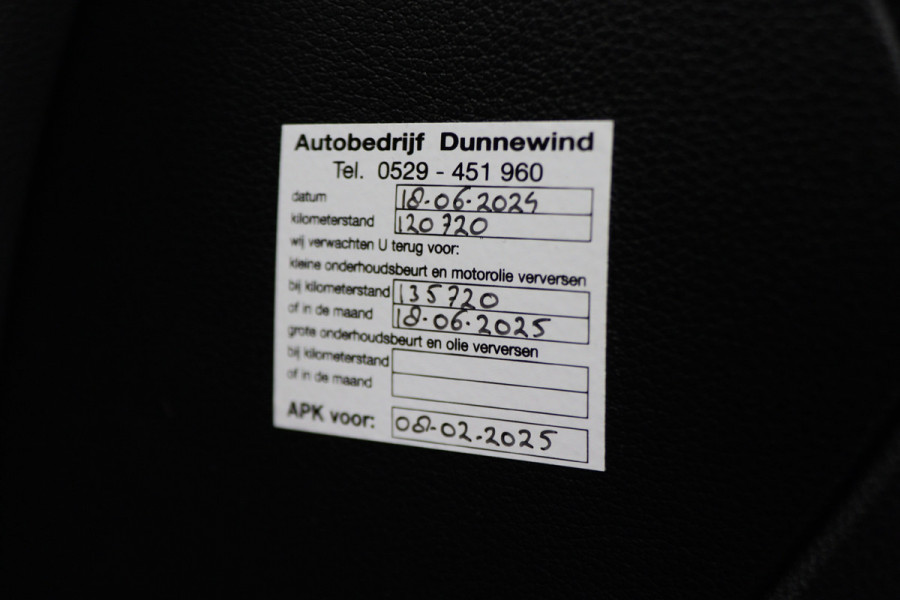 Autobedrijf Dunnewind
Tel. 0529 - 451 960
datum 18-06-2024
kilometerstand 120720
wij verwachten U terug voor:
kleine onderhoudsbeurt en motorolie verversen
bij kilometerstand 135720
of in de maand 18-06-2025
grote onderhoudsbeurt en olie verversen
bij kilometerstand
of in de maand
APK voor: 08-02-2025